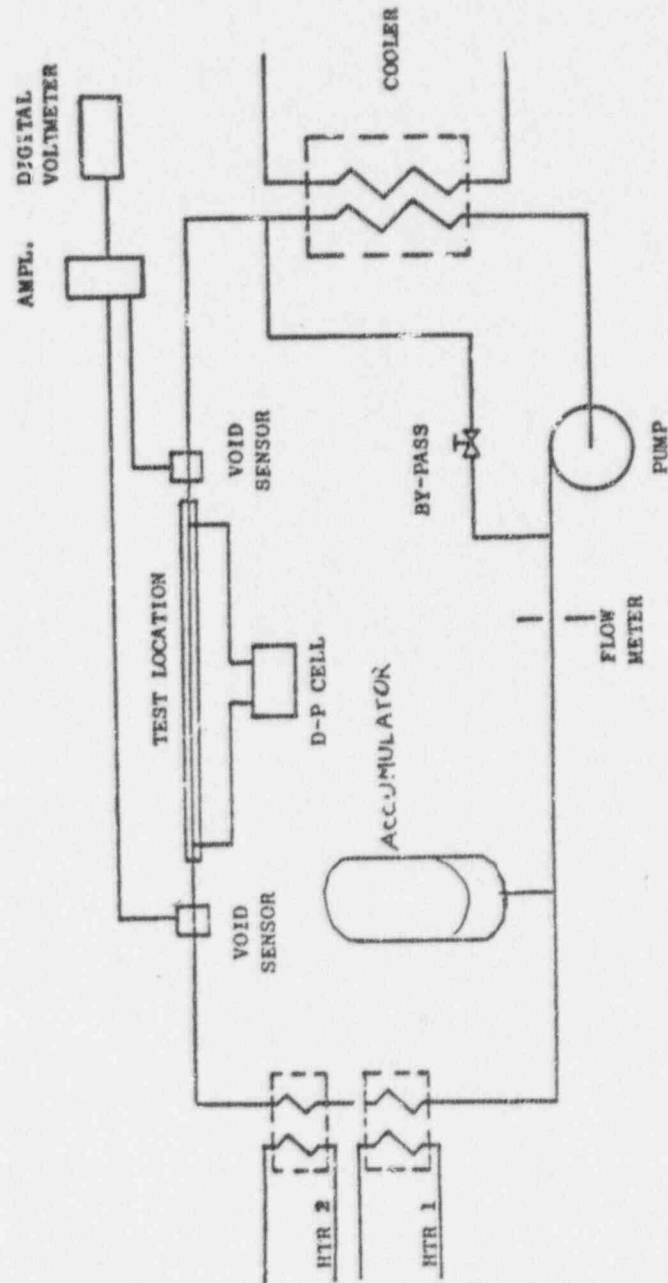 DIGITAL
VOLTMETER
AMPL.
VOID
SENSOR
COOLER
TEST LOCATION
D-P CELL
VOID
SENSOR
BY-PASS
ACCUMULATOR
FLOW
METER
PUMP
HTR 2
HTR 1